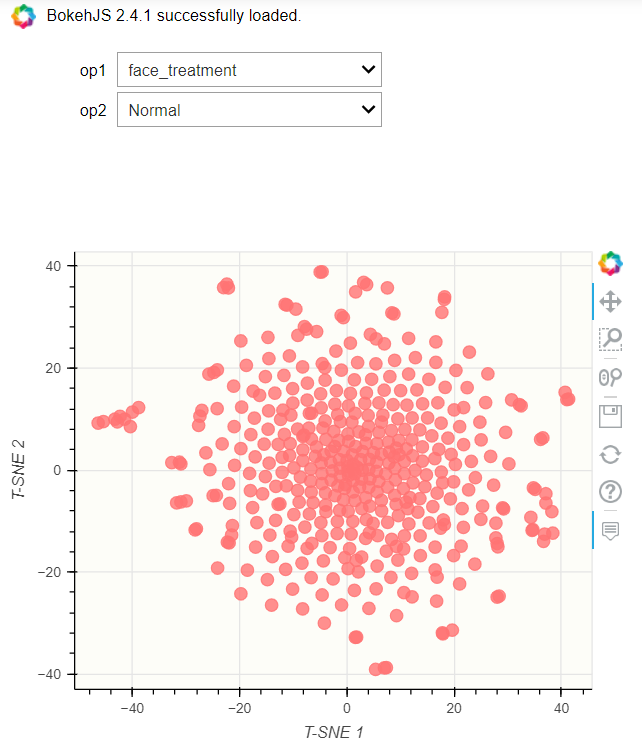 BokehJS 2.4.1 successfully loaded.
op1 face_treatment
op2 Normal
40
20
0
−20
−40
T-SNE 2
−40 −20 0 20 40
T-SNE 1